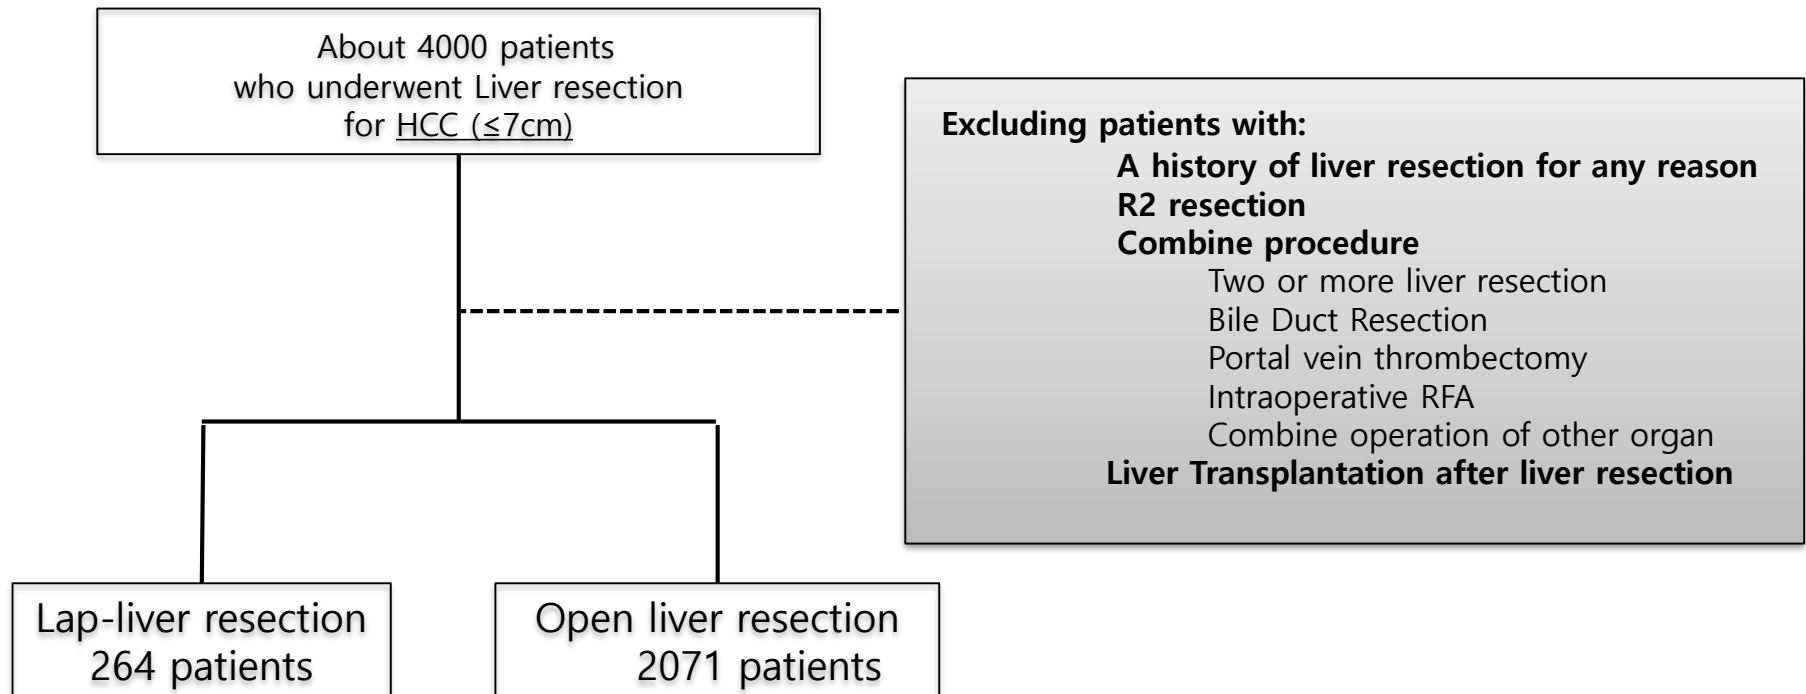 About 4000 patients
who underwent Liver resection
for HCC (≤7cm)
Excluding patients with:
A history of liver resection for any reason
R2 resection
Combine procedure
Two or more liver resection
Bile Duct Resection
Portal vein thrombectomy
Intraoperative RFA
Combine operation of other organ
Liver Transplantation after liver resection
Lap-liver resection
264 patients
Open liver resection
2071 patients